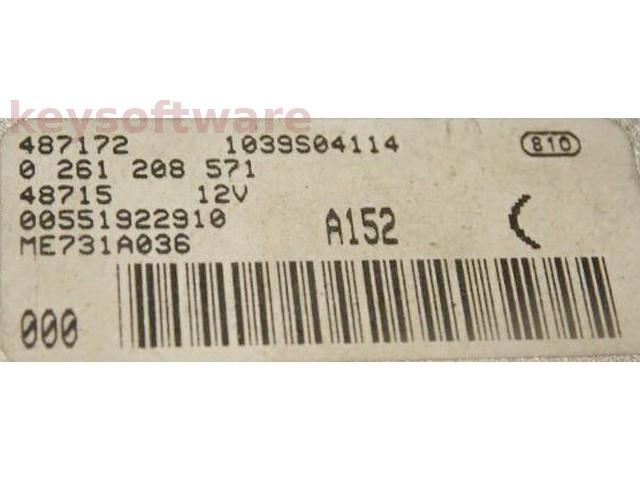 keysoftware
487172 1039S04114 810
0 261 208 571
48715 12V
00551922910 A152
ME731A036
000